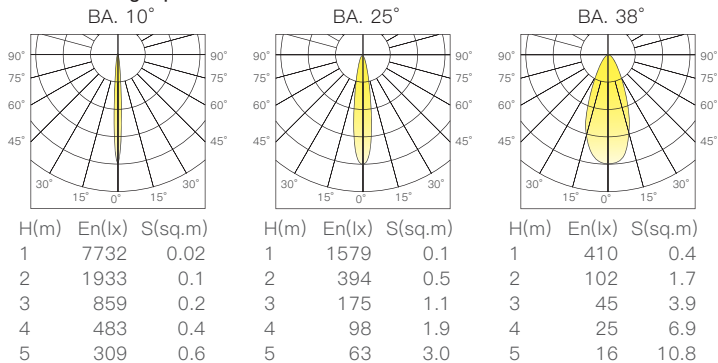 BA. 10° BA. 25° BA. 38°
90° 90° 90° 90° 90° 90°
75° 75° 75° 75° 75° 75°
60° 60° 60° 60° 60° 60°
45° 45° 45° 45° 45° 45°
30° 30° 30° 30° 30° 30°
15° 0° 15° 15° 0° 15° 15° 0° 15°
H(m) En(lx) S(sq.m) H(m) En(lx) S(sq.m) H(m) En(lx) S(sq.m)
1 7732 0.02 1 1579 0.1 1 410 0.4
2 1933 0.1 2 394 0.5 2 102 1.7
3 859 0.2 3 175 1.1 3 45 3.9
4 483 0.4 4 98 1.9 4 25 6.9
5 309 0.6 5 63 3.0 5 16 10.8